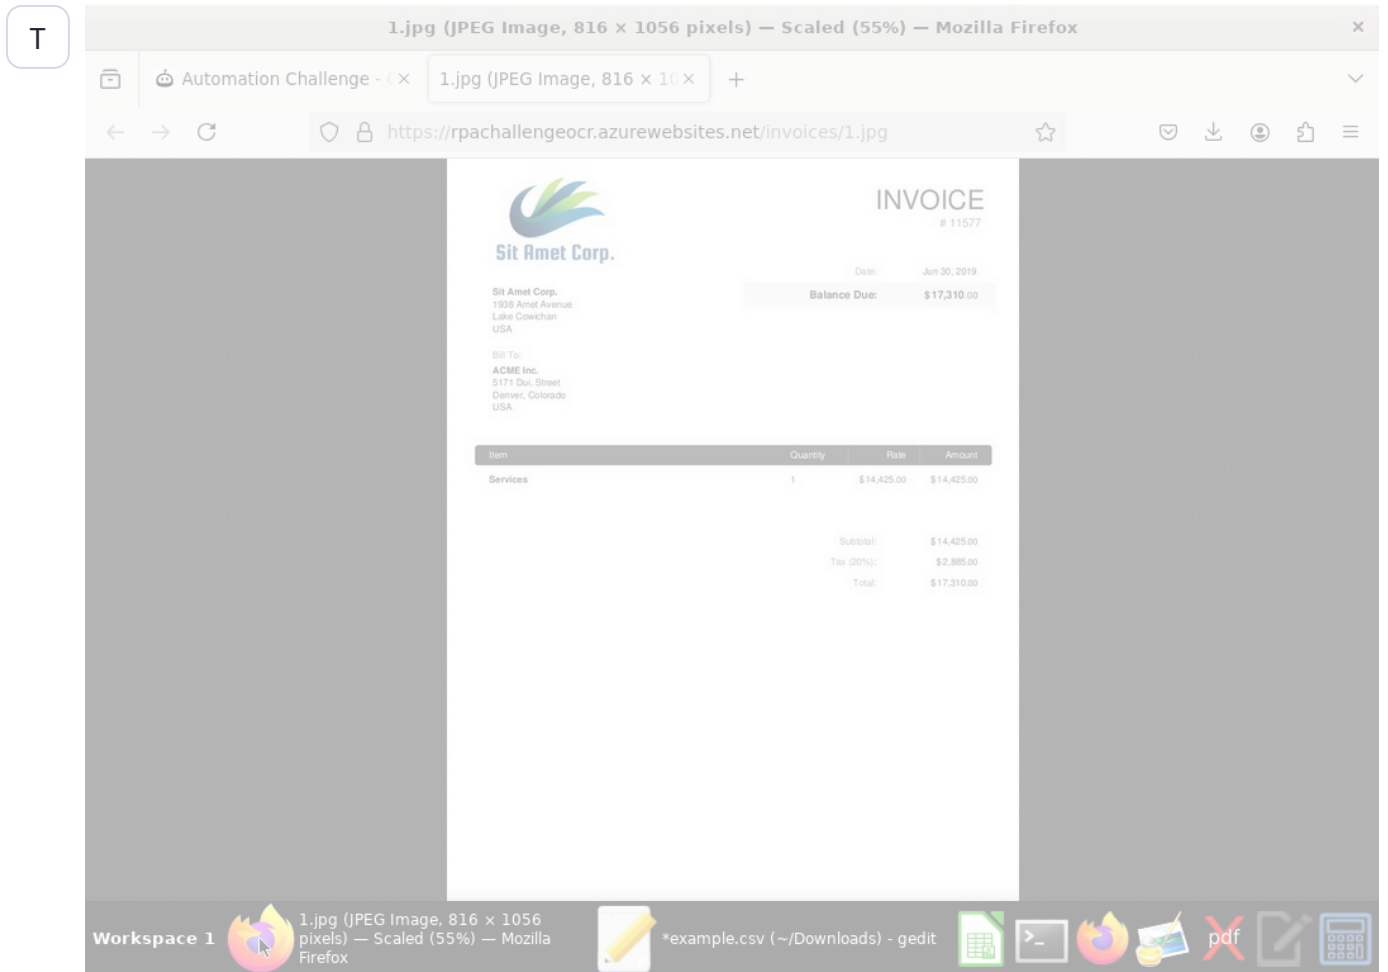 T
1.jpg (JPEG Image, 816 × 1056 pixels) — Scaled (55%) — Mozilla Firefox
Automation Challenge -
1.jpg (JPEG Image, 816 × 10
https://rpachallengeocr.azurewebsites.net/invoices/1.jpg
INVOICE
# 11577
Sit Amet Corp.
Date: Jun 30, 2019
Balance Due: $17,310.00
Sit Amet Corp.
1938 Amet Avenue
Lake Cowichan
USA
Bill To:
ACME Inc.
5171 Dui, Street
Denver, Colorado
USA
Item Quantity Rate Amount
Services 1 $14,425.00 $14,425.00
Subtotal: $14,425.00
Tax (20%): $2,885.00
Total: $17,310.00
Workspace 1
1.jpg (JPEG Image, 816 × 1056
pixels) — Scaled (55%) — Mozilla
Firefox
*example.csv (~/Downloads) - gedit
pdf